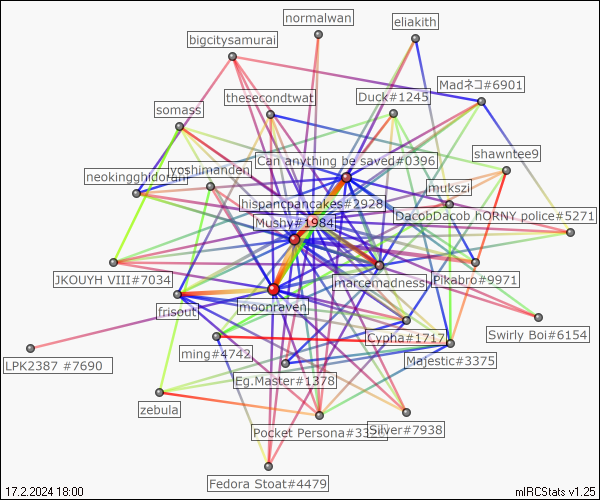 normalwan
eliakith
bigcitysamurai
Madネコ#6901
thesecondtwat
Duck#1245
somass
shawntee9
Can anything be saved#0396
yoshimanden
neokingghidorah
mukszi
hispancpancakes#2928
DacobDacob hORNY police#5271
Mushy#1984
JKOUYH VIII#7034
marcemadness
Pikabro#9971
moonraven
frisout
Cypha#1717
Swirly Boi#6154
ming#4742
Majestic#3375
LPK2387 #7690
Eg.Master#1378
zebula
Pocket Persona#33
Silver#7938
Fedora Stoat#4479
17.2.2024 18:00
mIRCStats v1.25